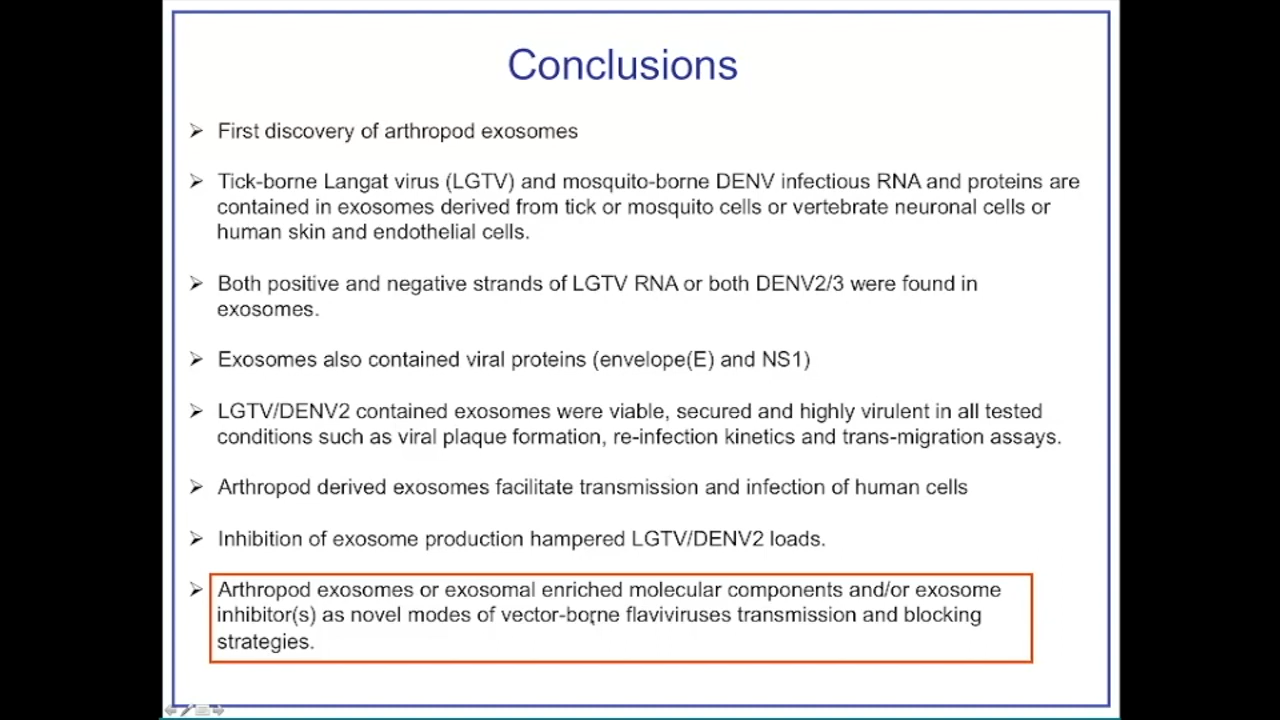 Conclusions
➢ First discovery of arthropod exosomes
➢ Tick-borne Langat virus (LGTV) and mosquito-borne DENV infectious RNA and proteins are
contained in exosomes derived from tick or mosquito cells or vertebrate neuronal cells or
human skin and endothelial cells.
➢ Both positive and negative strands of LGTV RNA or both DENV2/3 were found in
exosomes.
➢ Exosomes also contained viral proteins (envelope(E) and NS1)
➢ LGTV/DENV2 contained exosomes were viable, secured and highly virulent in all tested
conditions such as viral plaque formation, re-infection kinetics and trans-migration assays.
➢ Arthropod derived exosomes facilitate transmission and infection of human cells
➢ Inhibition of exosome production hampered LGTV/DENV2 loads.
➢ Arthropod exosomes or exosomal enriched molecular components and/or exosome
inhibitor(s) as novel modes of vector-borne flaviviruses transmission and blocking
strategies.